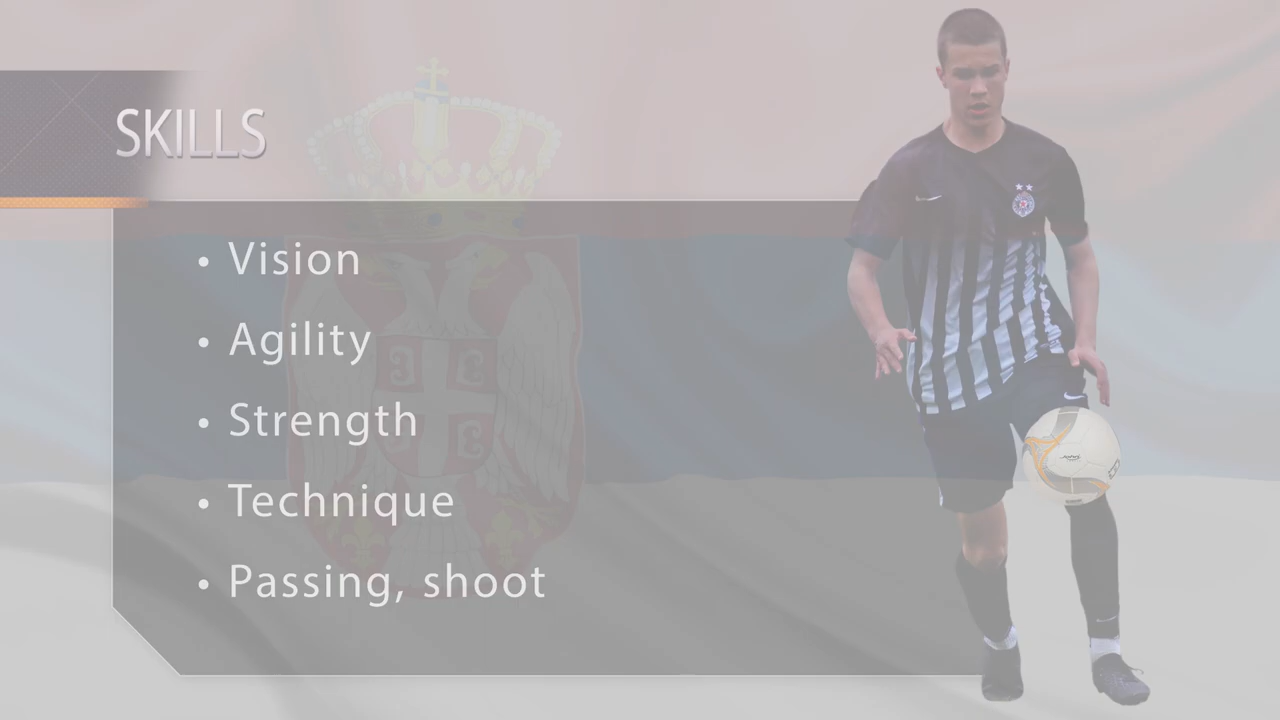 SKILLS
• Vision
• Agility
• Strength
• Technique
• Passing, shoot